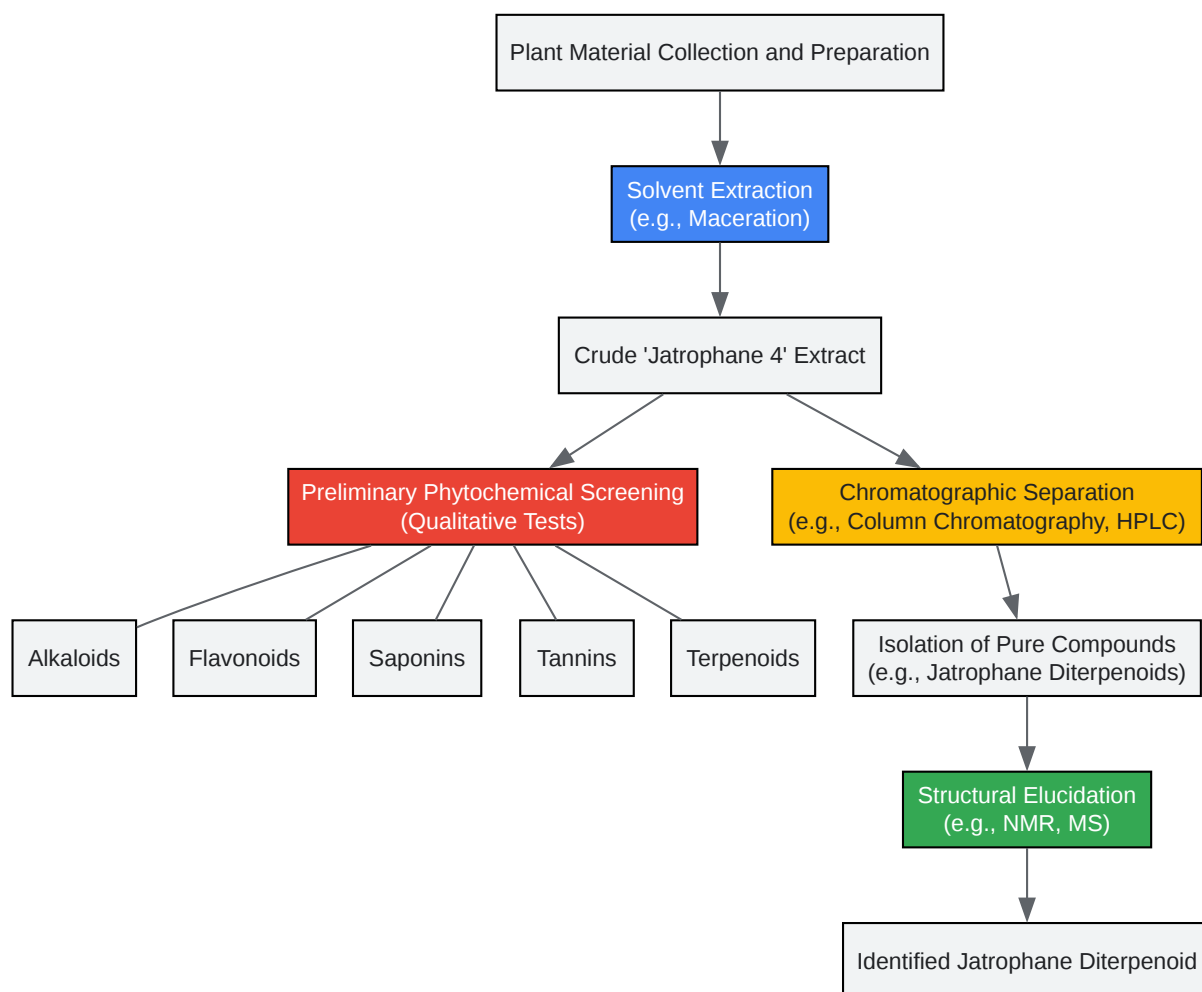 Plant Material Collection and Preparation
Solvent Extraction
(e.g., Maceration)
Crude 'Jatrophane 4' Extract
Preliminary Phytochemical Screening
(Qualitative Tests)
Chromatographic Separation
(e.g., Column Chromatography, HPLC)
Alkaloids
Flavonoids
Saponins
Tannins
Terpenoids
Isolation of Pure Compounds
(e.g., Jatrophane Diterpenoids)
Structural Elucidation
(e.g., NMR, MS)
Identified Jatrophane Diterpenoid